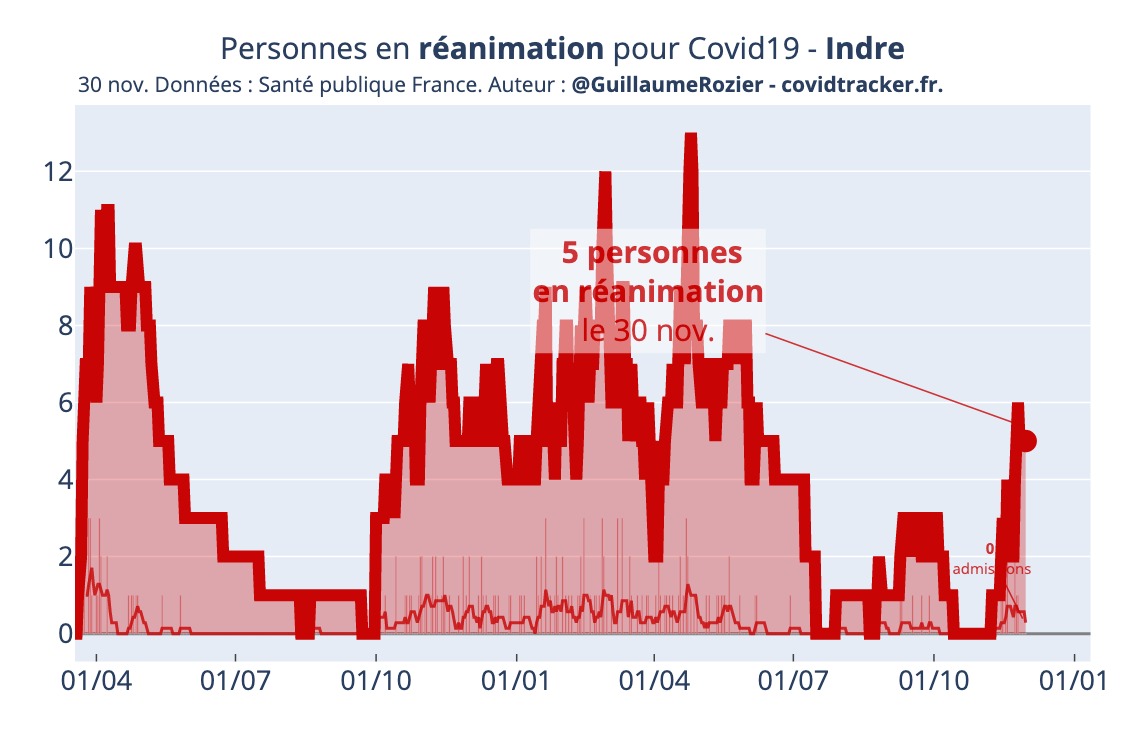 Personnes en réanimation pour Covid19 - Indre
30 nov. Données : Santé publique France. Auteur : @GuillaumeRozier - covidtracker.fr.
12
10
8
6
4
2
0
5 personnes
en réanimation
le 30 nov.
0
admissions
01/04
01/07
01/10
01/01
01/04
01/07
01/10
01/01